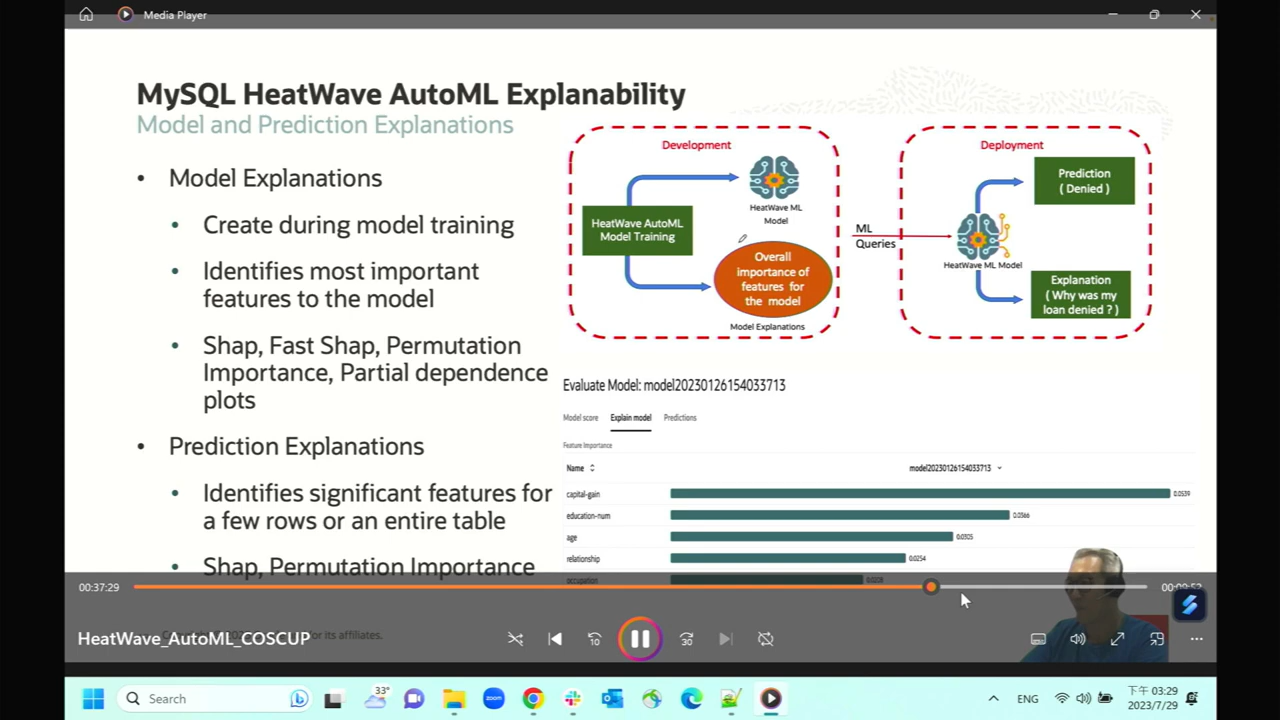 Media Player
MySQL HeatWave AutoML Explanability
Model and Prediction Explanations
• Model Explanations
• Create during model training
• Identifies most important
features to the model
• Shap, Fast Shap, Permutation
Importance, Partial dependence
plots
• Prediction Explanations
• Identifies significant features for
a few rows or an entire table
• Shap, Permutation Importance
Development
HeatWave AutoML
Model Training
HeatWave ML
Model
Overall
importance of
features for
the model
Model Explanations
ML
Queries
Deployment
HeatWave ML Model
Prediction
( Denied )
Explanation
( Why was my
loan denied ? )
Evaluate Model: model20230126154033713
Model score Explain model Predictions
Feature Importance
Name model20230126154033713
capital-gain 0.0539
education-num 0.0366
age 0.0305
relationship 0.0254
occupation 0.0208
00:37:29
HeatWave_AutoML_COSCUP
for its affiliates.
10
30
33°
Search
zoom
ENG
下午 03:29
2023/7/29